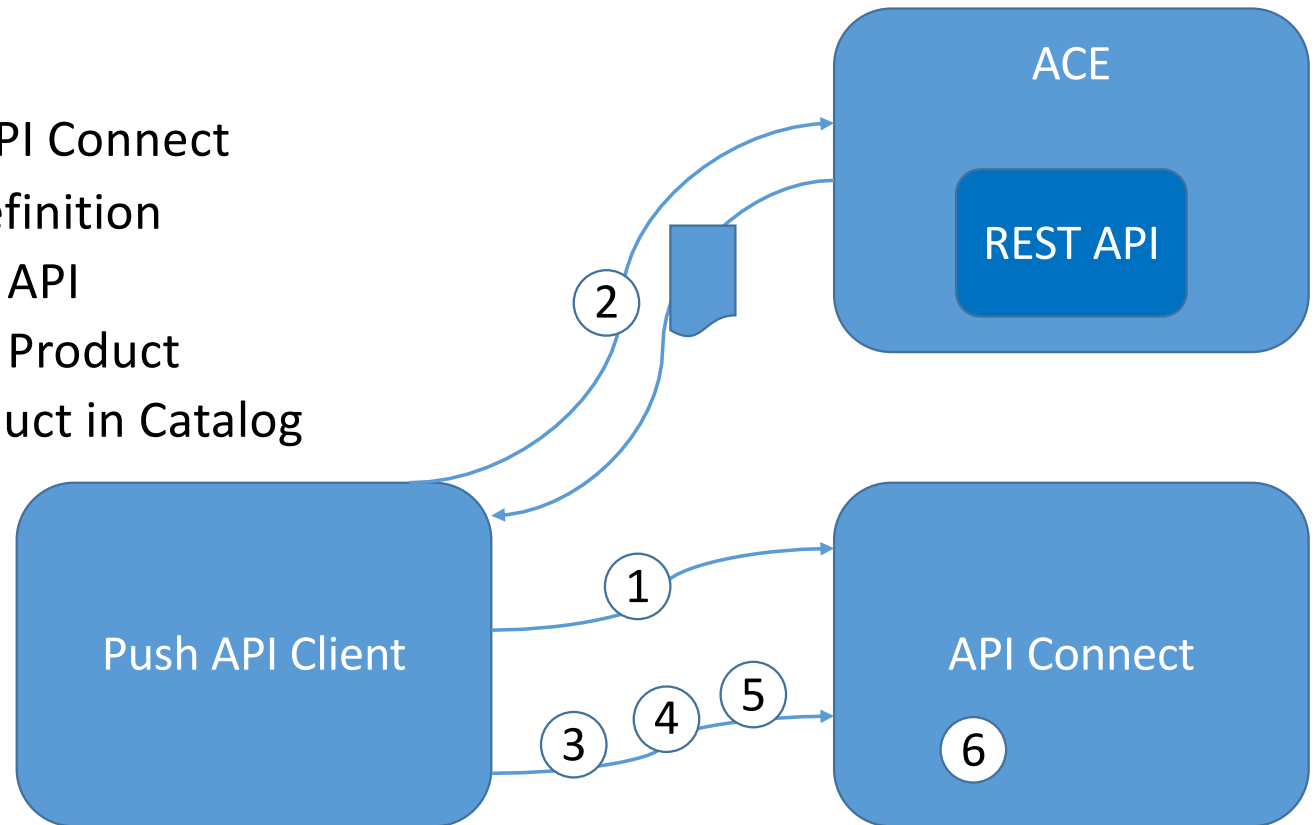 ACE
PI Connect
efinition
REST API
API
2
Product
uct in Catalog
1
Push API Client
API Connect
5
4
3
6